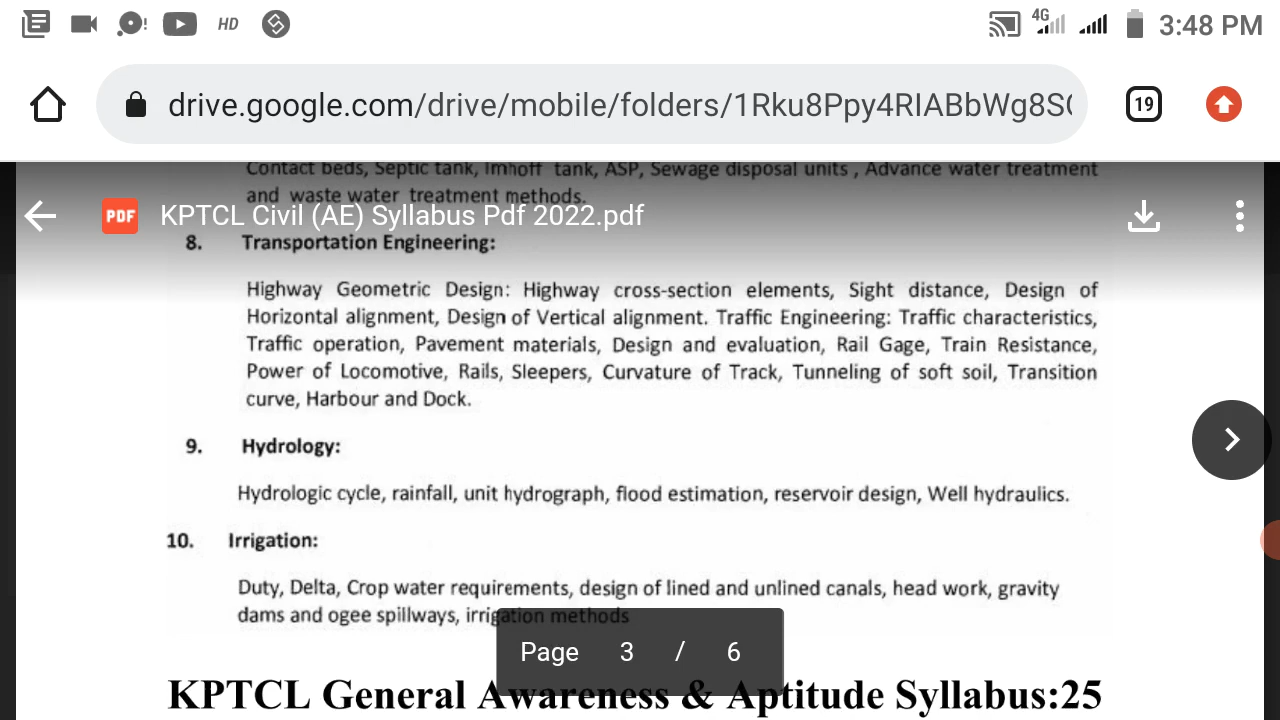 HD
4G
3:48 PM
drive.google.com/drive/mobile/folders/1Rku8Ppy4RIABbWg8S
19
Contact beds, Septic tank, Imhoff tank, ASP, Sewage disposal units , Advance water treatment
and waste water treatment methods.
PDF KPTCL Civil (AE) Syllabus Pdf 2022.pdf
8. Transportation Engineering:
Highway Geometric Design: Highway cross-section elements, Sight distance, Design of
Horizontal alignment, Design of Vertical alignment. Traffic Engineering: Traffic characteristics,
Traffic operation, Pavement materials, Design and evaluation, Rail Gage, Train Resistance,
Power of Locomotive, Rails, Sleepers, Curvature of Track, Tunneling of soft soil, Transition
curve, Harbour and Dock.
9. Hydrology:
Hydrologic cycle, rainfall, unit hydrograph, flood estimation, reservoir design, Well hydraulics.
10. Irrigation:
Duty, Delta, Crop water requirements, design of lined and unlined canals, head work, gravity
dams and ogee spillways, irrigation methods
Page 3 / 6
KPTCL General Awareness & Aptitude Syllabus:25